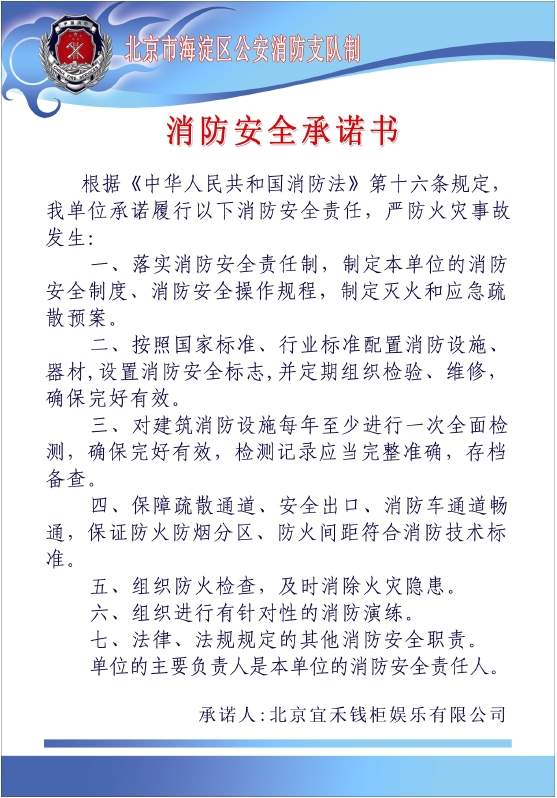 北京市海淀区公安消防支队制
消防安全承诺书
根据《中华人民共和国消防法》第十六条规定，
我单位承诺履行以下消防安全责任，严防火灾事故
发生：
一、落实消防安全责任制，制定本单位的消防
安全制度、消防安全操作规程，制定灭火和应急疏
散预案。
二、按照国家标准、行业标准配置消防设施、
器材,设置消防安全标志,并定期组织检验、维修，
确保完好有效。
三、对建筑消防设施每年至少进行一次全面检
测，确保完好有效，检测记录应当完整准确，存档
备查。
四、保障疏散通道、安全出口、消防车通道畅
通，保证防火防烟分区、防火间距符合消防技术标
准。
五、组织防火检查，及时消除火灾隐患。
六、组织进行有针对性的消防演练。
七、法律、法规规定的其他消防安全职责。
单位的主要负责人是本单位的消防安全责任人。
承诺人:北京宜禾钱柜娱乐有限公司